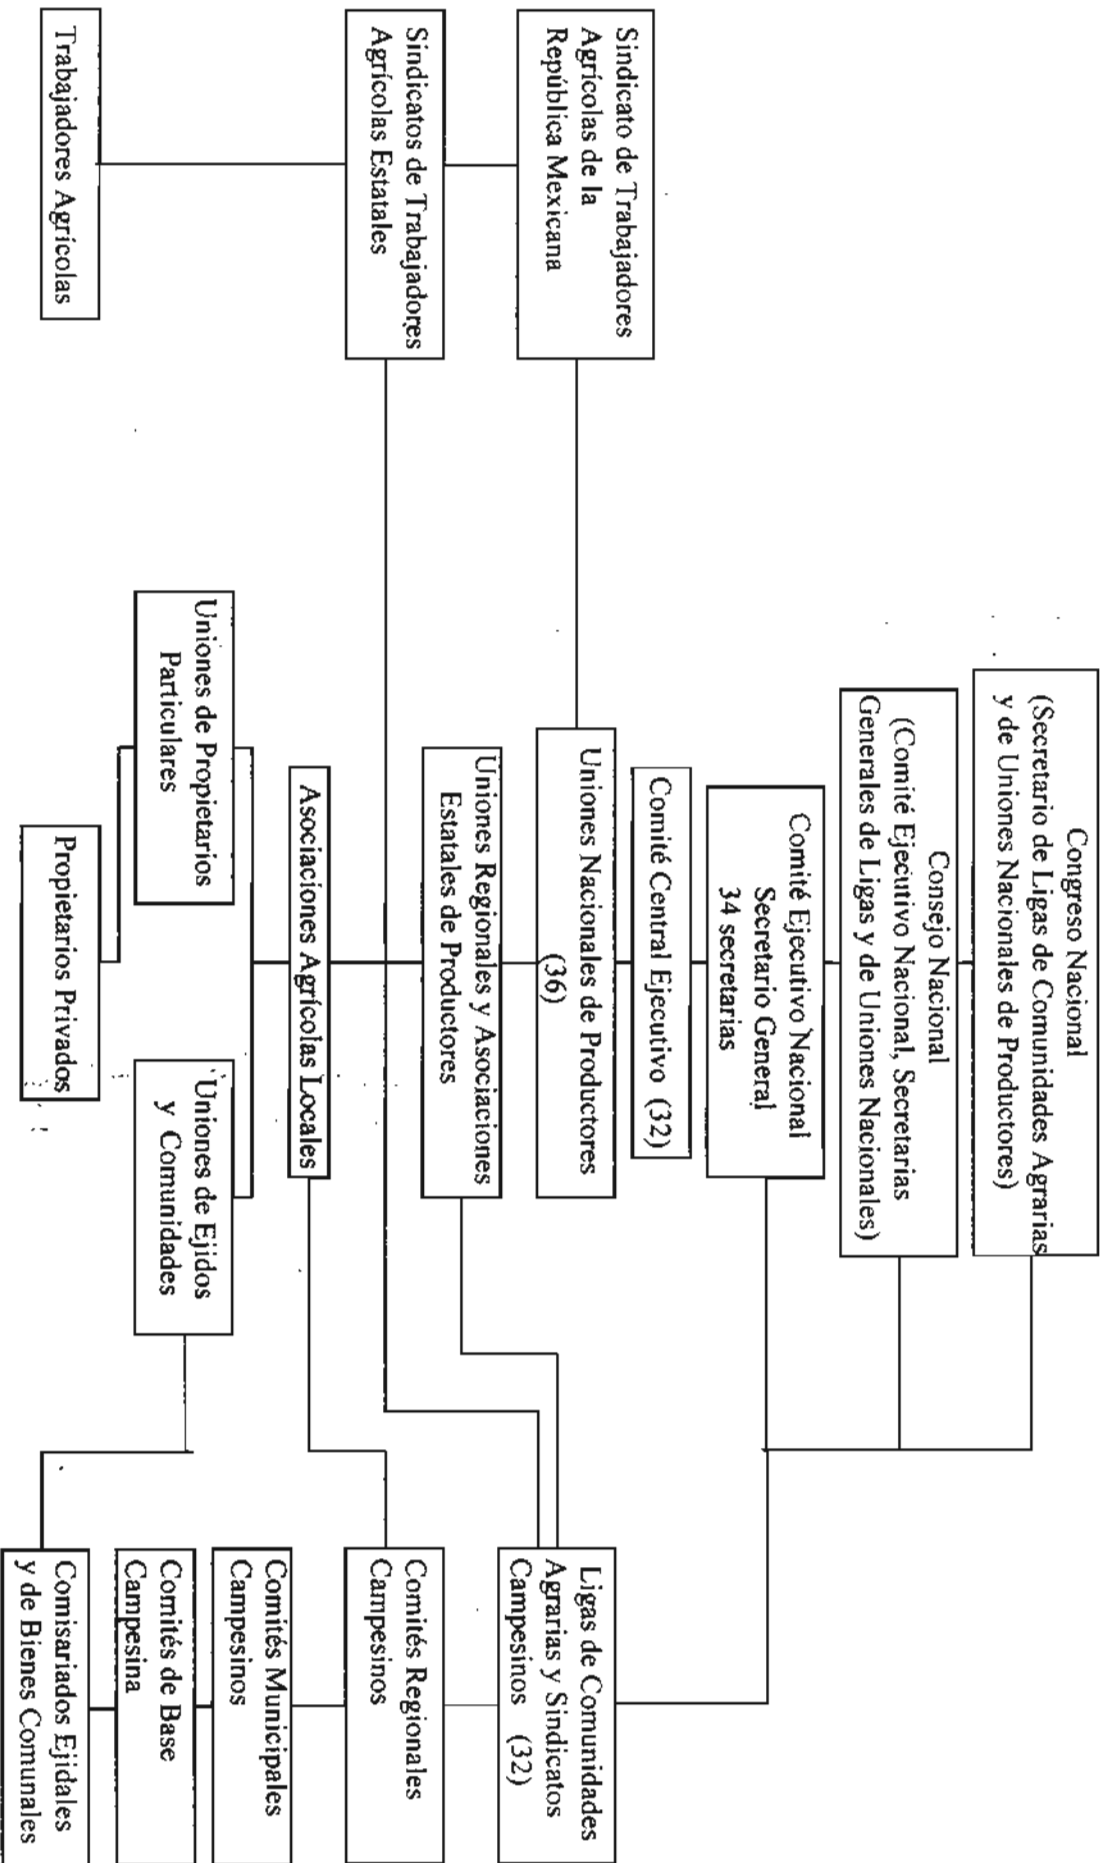 Congreso Nacional
(Secretario de Ligas de Comunidades Agrarias
y de Uniones Nacionales de Productores)
Consejo Nacional
(Comité Ejecutivo Nacional, Secretarias
Generales de Ligas y de Uniones Nacionales)
Comité Ejecutivo Nacional
Secretario General
34 secretarias
Comité Central Ejecutivo (32)
Sindicato de Trabajadores
Agrícolas de la
República Mexicana
Uniones Nacionales de Productores
(36)
Ligas de Comunidades
Agrarias y Sindicatos
Campesinos (32)
Uniones Regionales y Asociaciones
Estatales de Productores
Sindicatos de Trabajadores
Agrícolas Estatales
Comités Regionales
Campesinos
Asociaciones Agrícolas Locales
Comités Municipales
Campesinos
Uniones de Propietarios
Particulares
Uniones de Ejidos
y Comunidades
Comités de Base
Campesina
Trabajadores Agrícolas
Propietarios Privados
Comisariados Ejidales
y de Bienes Comunales